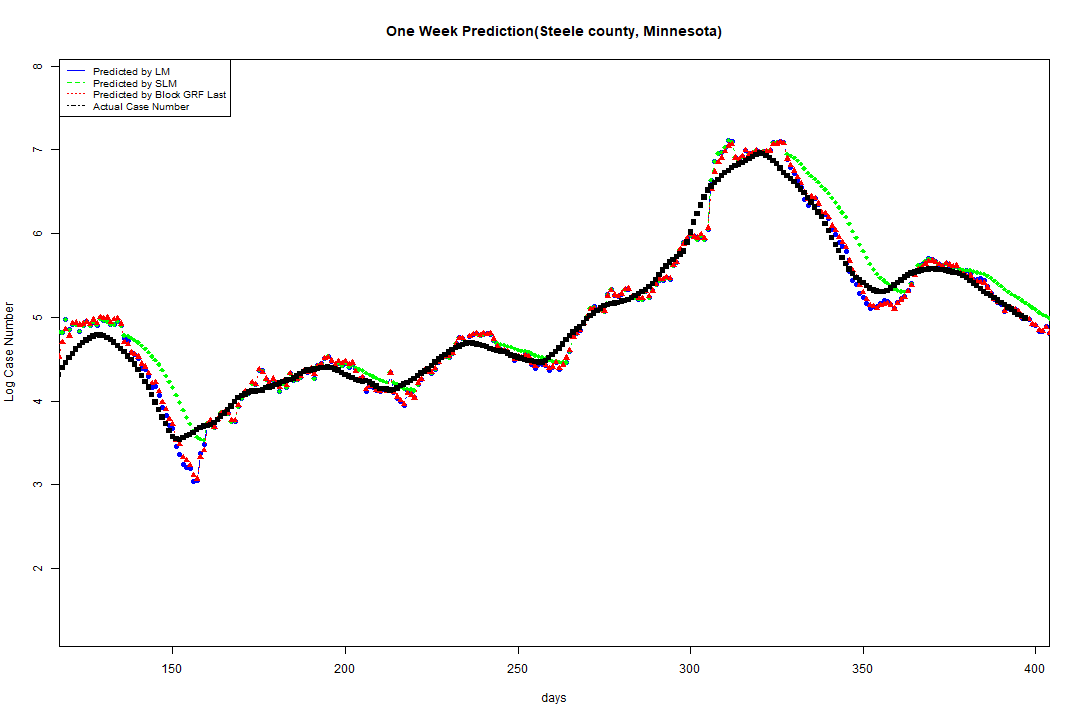 One Week Prediction(Steele county, Minnesota)
Predicted by LM
Predicted by SLM
Predicted by Block GRF Last
Actual Case Number
8
7
6
5
4
3
2
Log Case Number
150 200 250 300 350 400
days